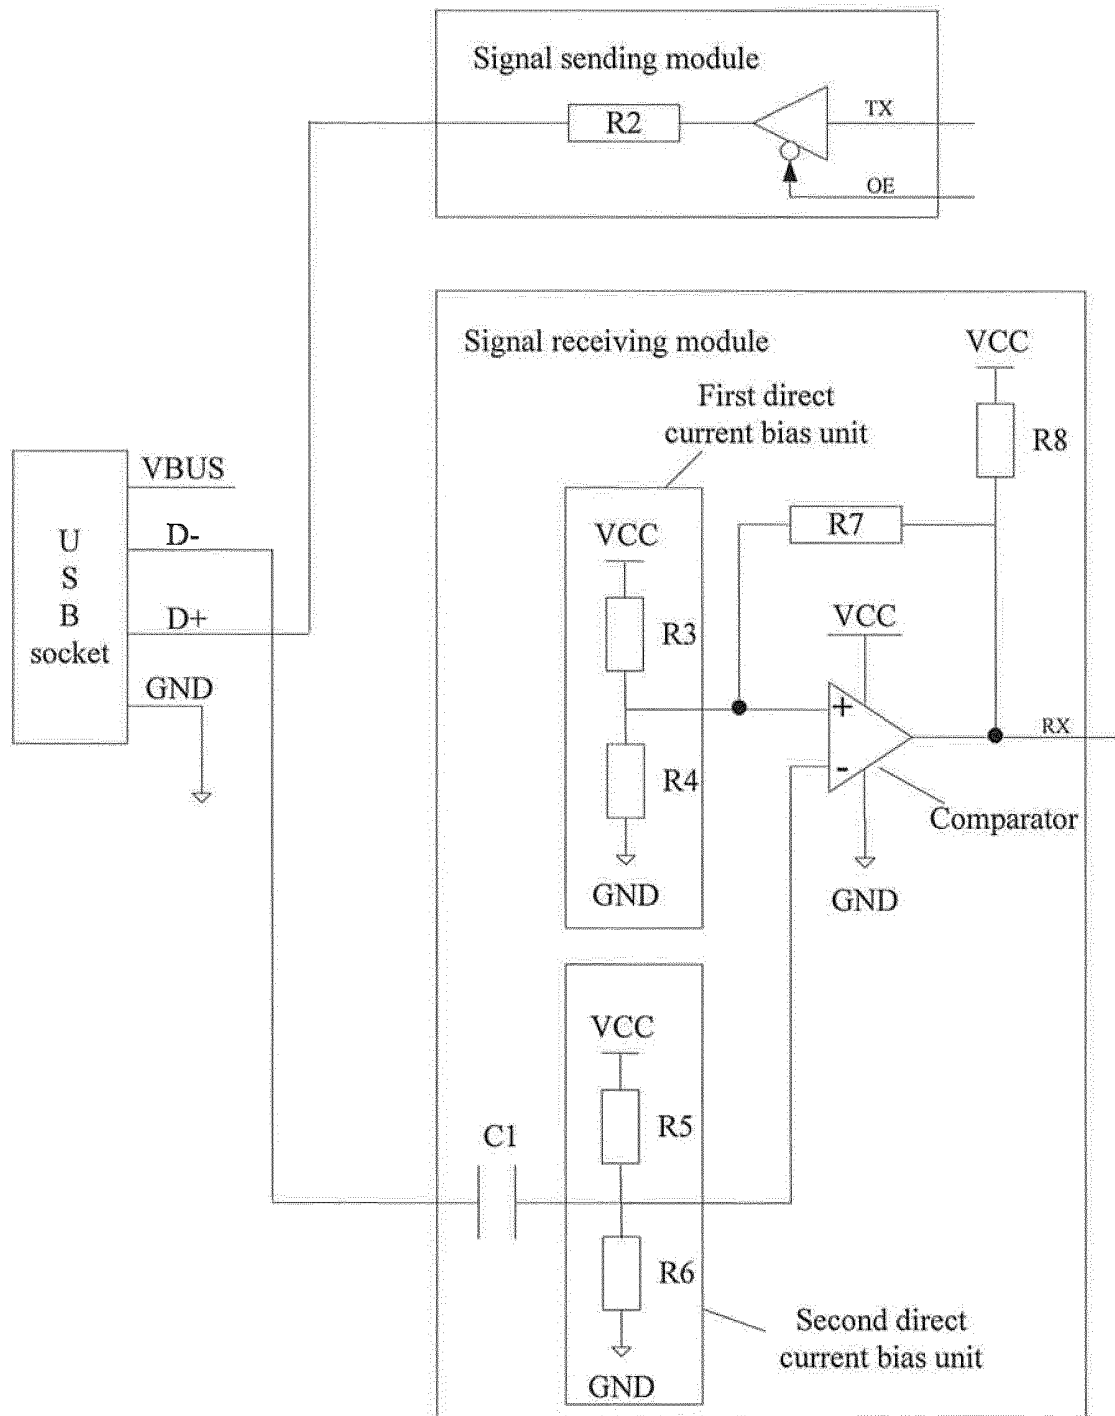 Signal sending module
R2
TX
OE
Signal receiving module
VCC
First direct
current bias unit
R8
VBUS
R7
U
S
B
socket
D-
VCC
D+
R3
VCC
GND
+
RX
-
R4
Comparator
GND
GND
VCC
C1
R5
R6
Second direct
current bias unit
GND